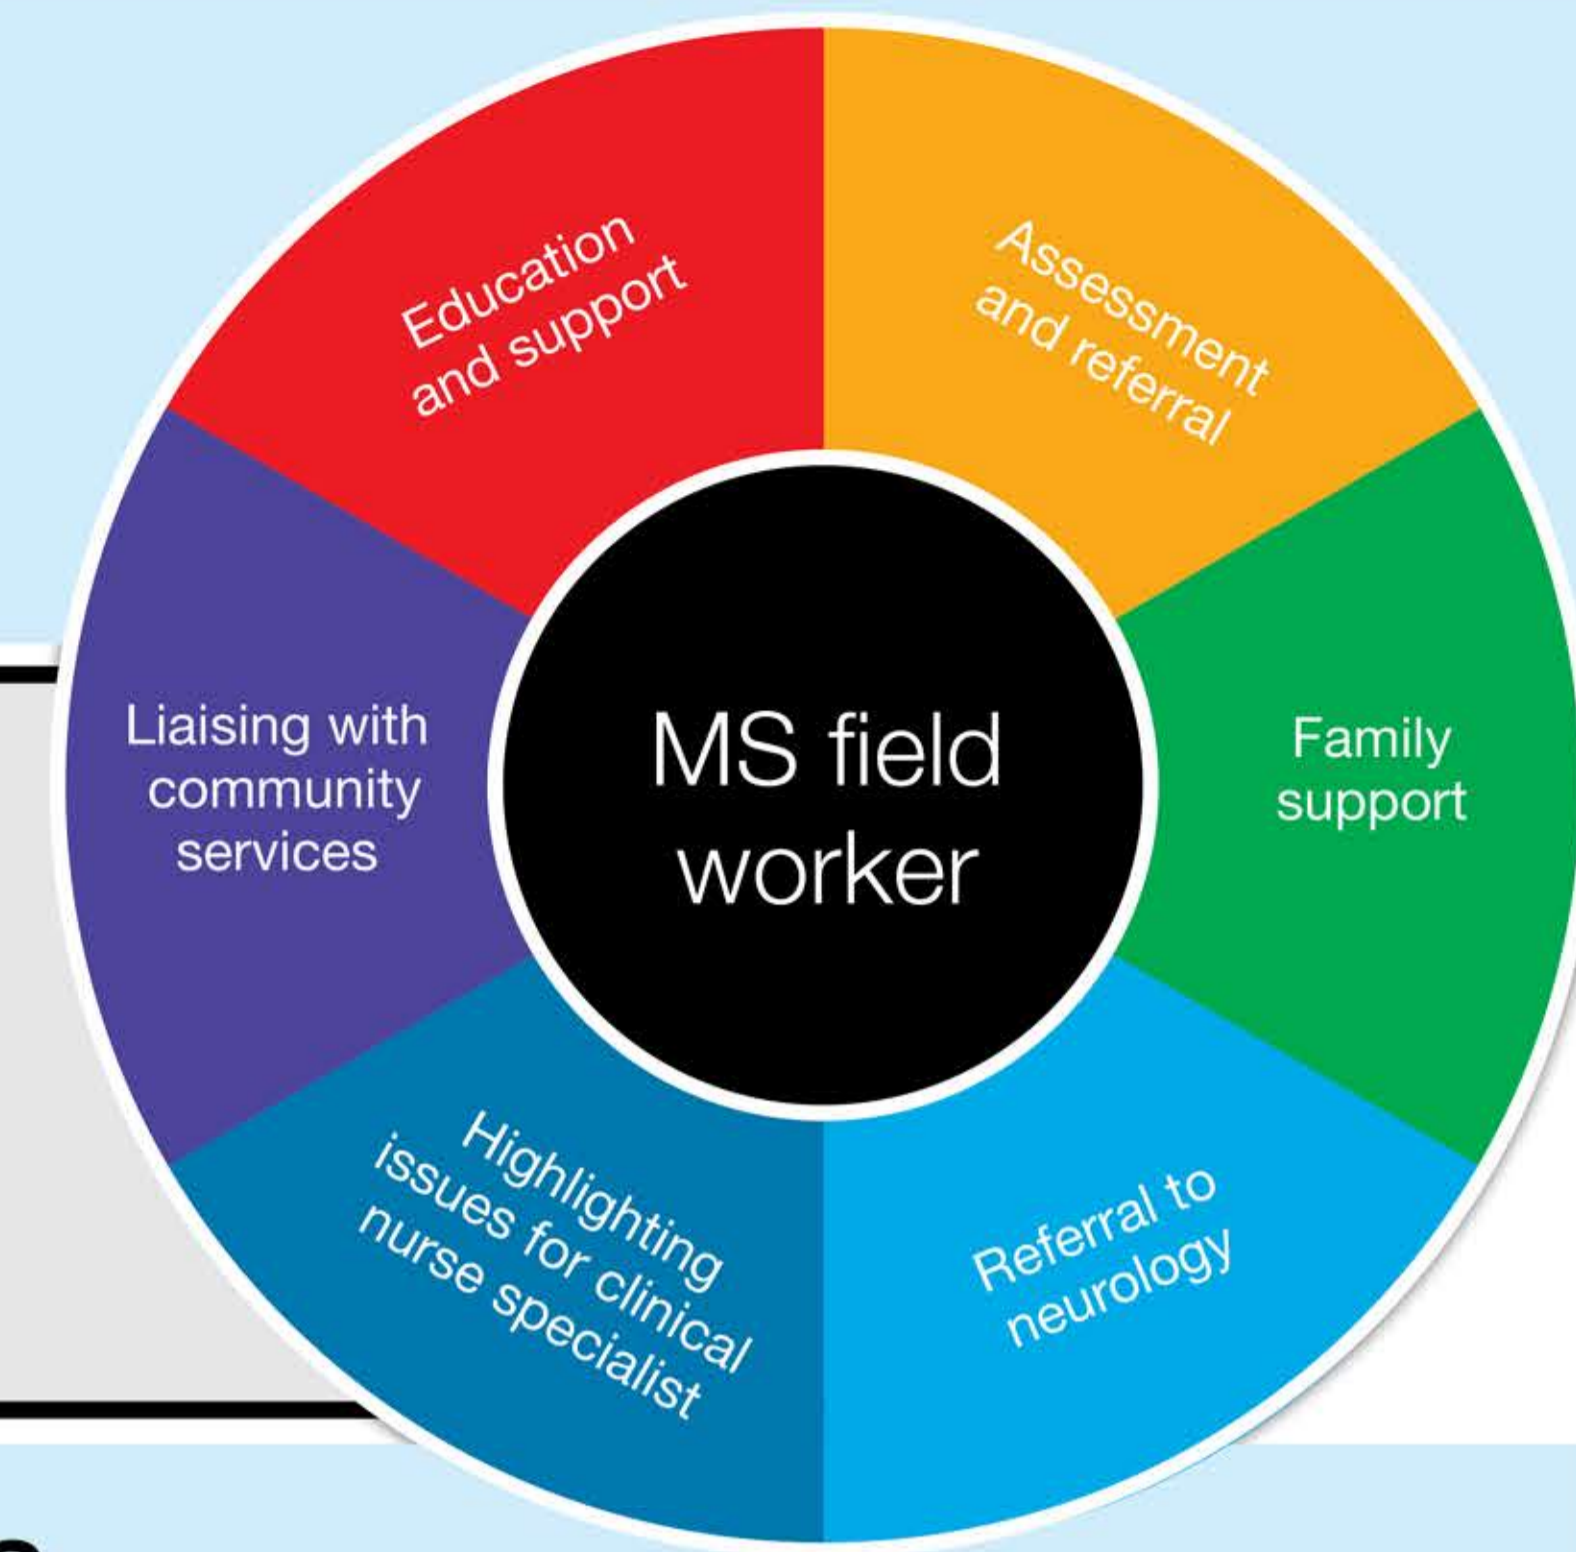 Education
and support
Assessment
and referral
Liaising with
community
services
MS field
worker
Family
support
Highlighting
issues for clinical
nurse specialist
Referral to
neurology